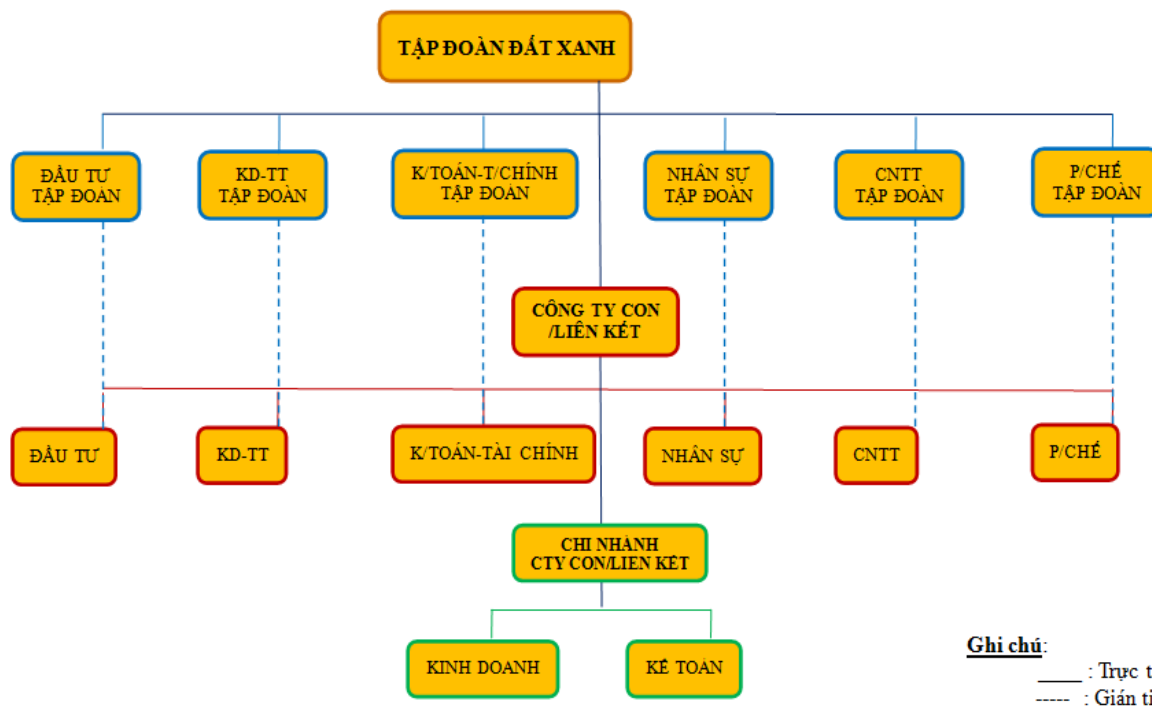 TẬP ĐOÀN ĐẤT XANH
ĐẦU TƯ
TẬP ĐOÀN
KD-TT
TẬP ĐOÀN
K/TOÁN-T/CHÍNH
TẬP ĐOÀN
NHÂN SỰ
TẬP ĐOÀN
CNTT
TẬP ĐOÀN
P/CHẾ
TẬP ĐOÀN
CÔNG TY CON
/LIÊN KẾT
ĐẦU TƯ
KD-TT
K/TOÁN-TÀI CHÍNH
NHÂN SỰ
CNTT
P/CHẾ
CHI NHÁNH
CTY CON/LIÊN KẾT
KINH DOANH
KẾ TOÁN
Ghi chú:
____ : Trực t
----- : Gián ti